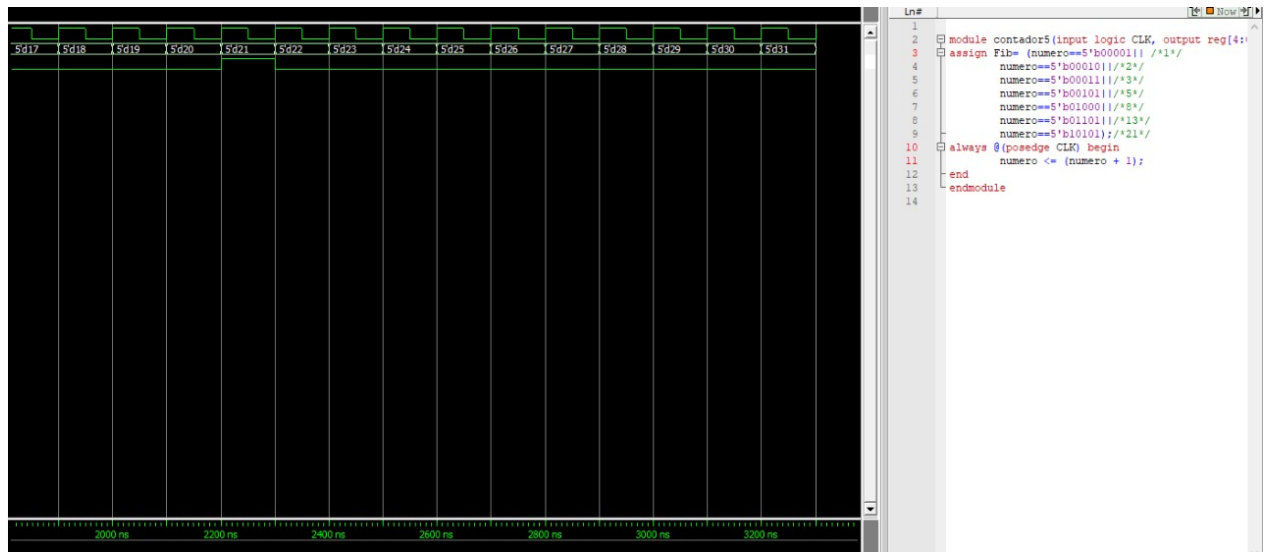 5'd17 5'd18 5'd19 5'd20 5'd21 5'd22 5'd23 5'd24 5'd25 5'd26 5'd27 5'd28 5'd29 5'd30 5'd31
2000 ns 2200 ns 2400 ns 2600 ns 2800 ns 3000 ns 3200 ns
Ln# Now
1
2 module contador5(input logic CLK, output reg[4:
3 assign Fib= (numero==5'b00001|| /*1*/
4 numero==5'b00010||/*2*/
5 numero==5'b00011||/*3*/
6 numero==5'b00101||/*5*/
7 numero==5'b01000||/*8*/
8 numero==5'b01101||/*13*/
9 numero==5'b10101);/*21*/
10 always @(posedge CLK) begin
11 numero <= (numero + 1);
12 end
13 endmodule
14